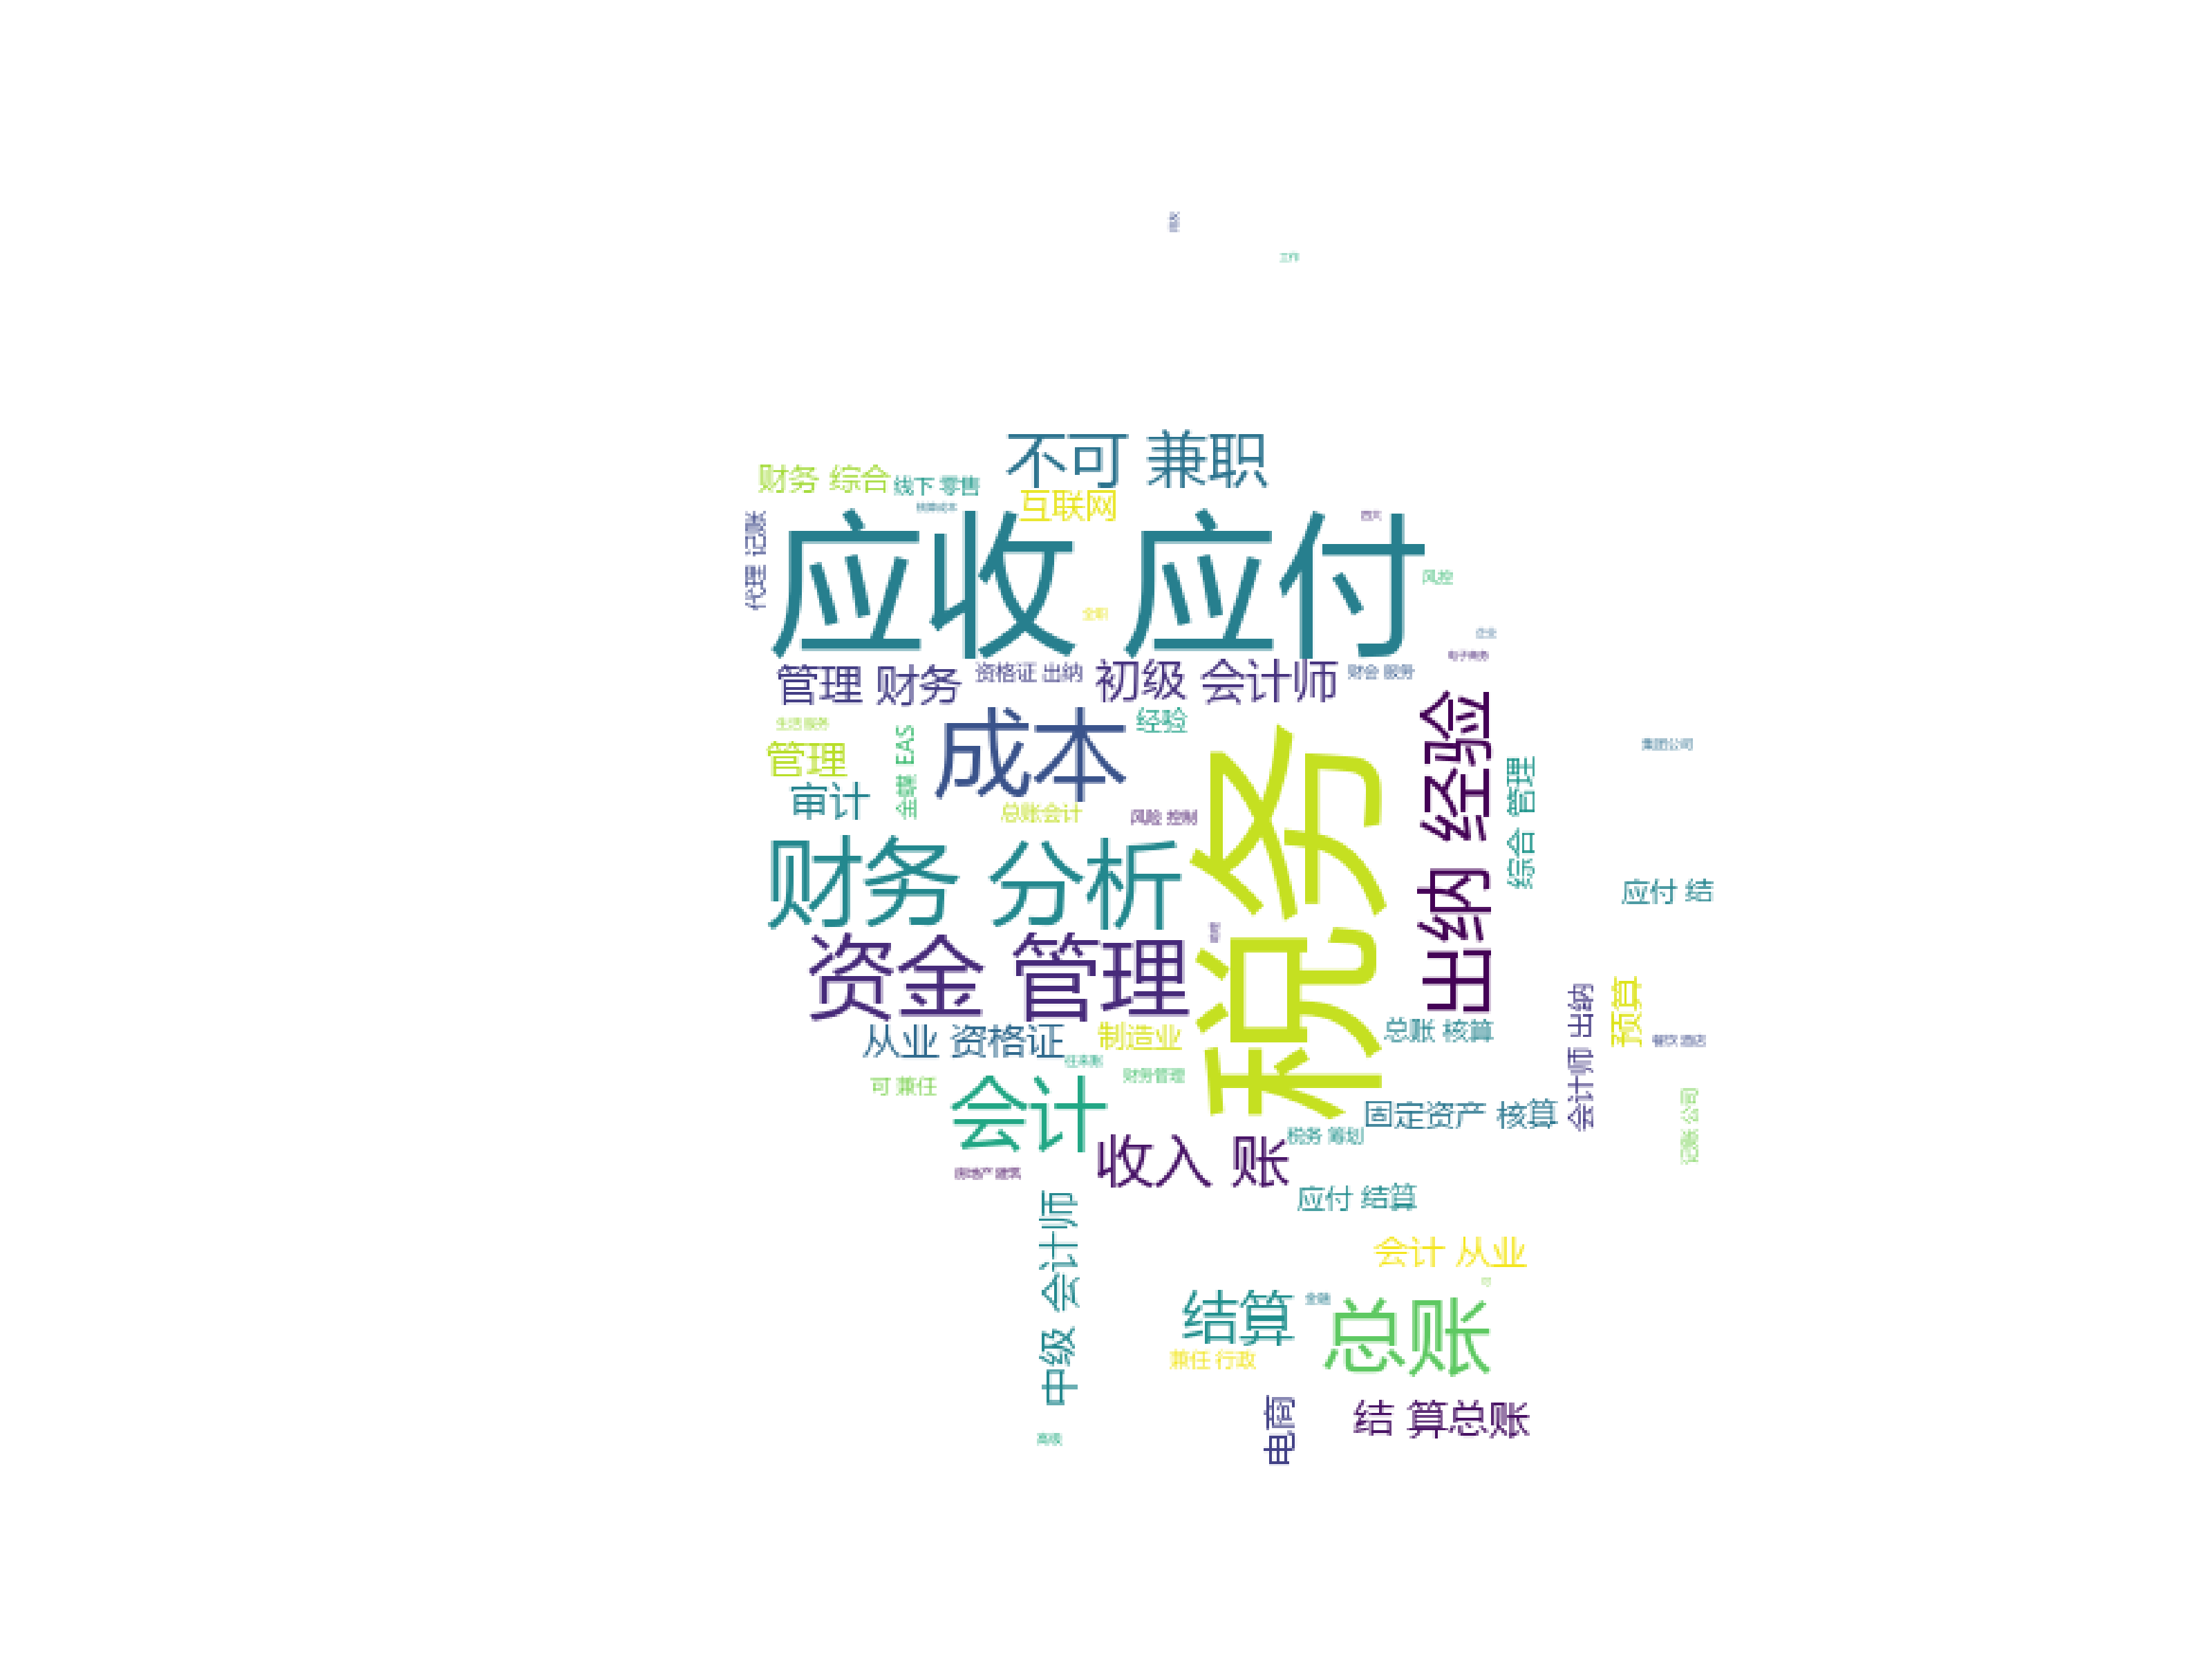 工作
不可 兼职
财务 综合
线下 零售
互联网
核算成本
代理 记账
应收 应付
风控
全职
企业
电子商务
管理 财务
资格证 出纳
初级 会计师
财会 服务
生活服务
经验
成本
出纳 经验
管理
金蝶 EAS
综合 管理
集团公司
审计
总账会计
风险 控制
税务
财务 分析
应付 结
资金 管理
会计师 出纳
预算
从业 资格证
制造业
总账 核算
餐饮 酒店
往来账
可 兼任
财务管理
会计
固定资产 核算
记账 公司
税务 筹划
收入 账
房地产 建筑
中级 会计师
应付 结算
会计 从业
结算
金融
总账
兼任 行政
电商
结 算总账
高级